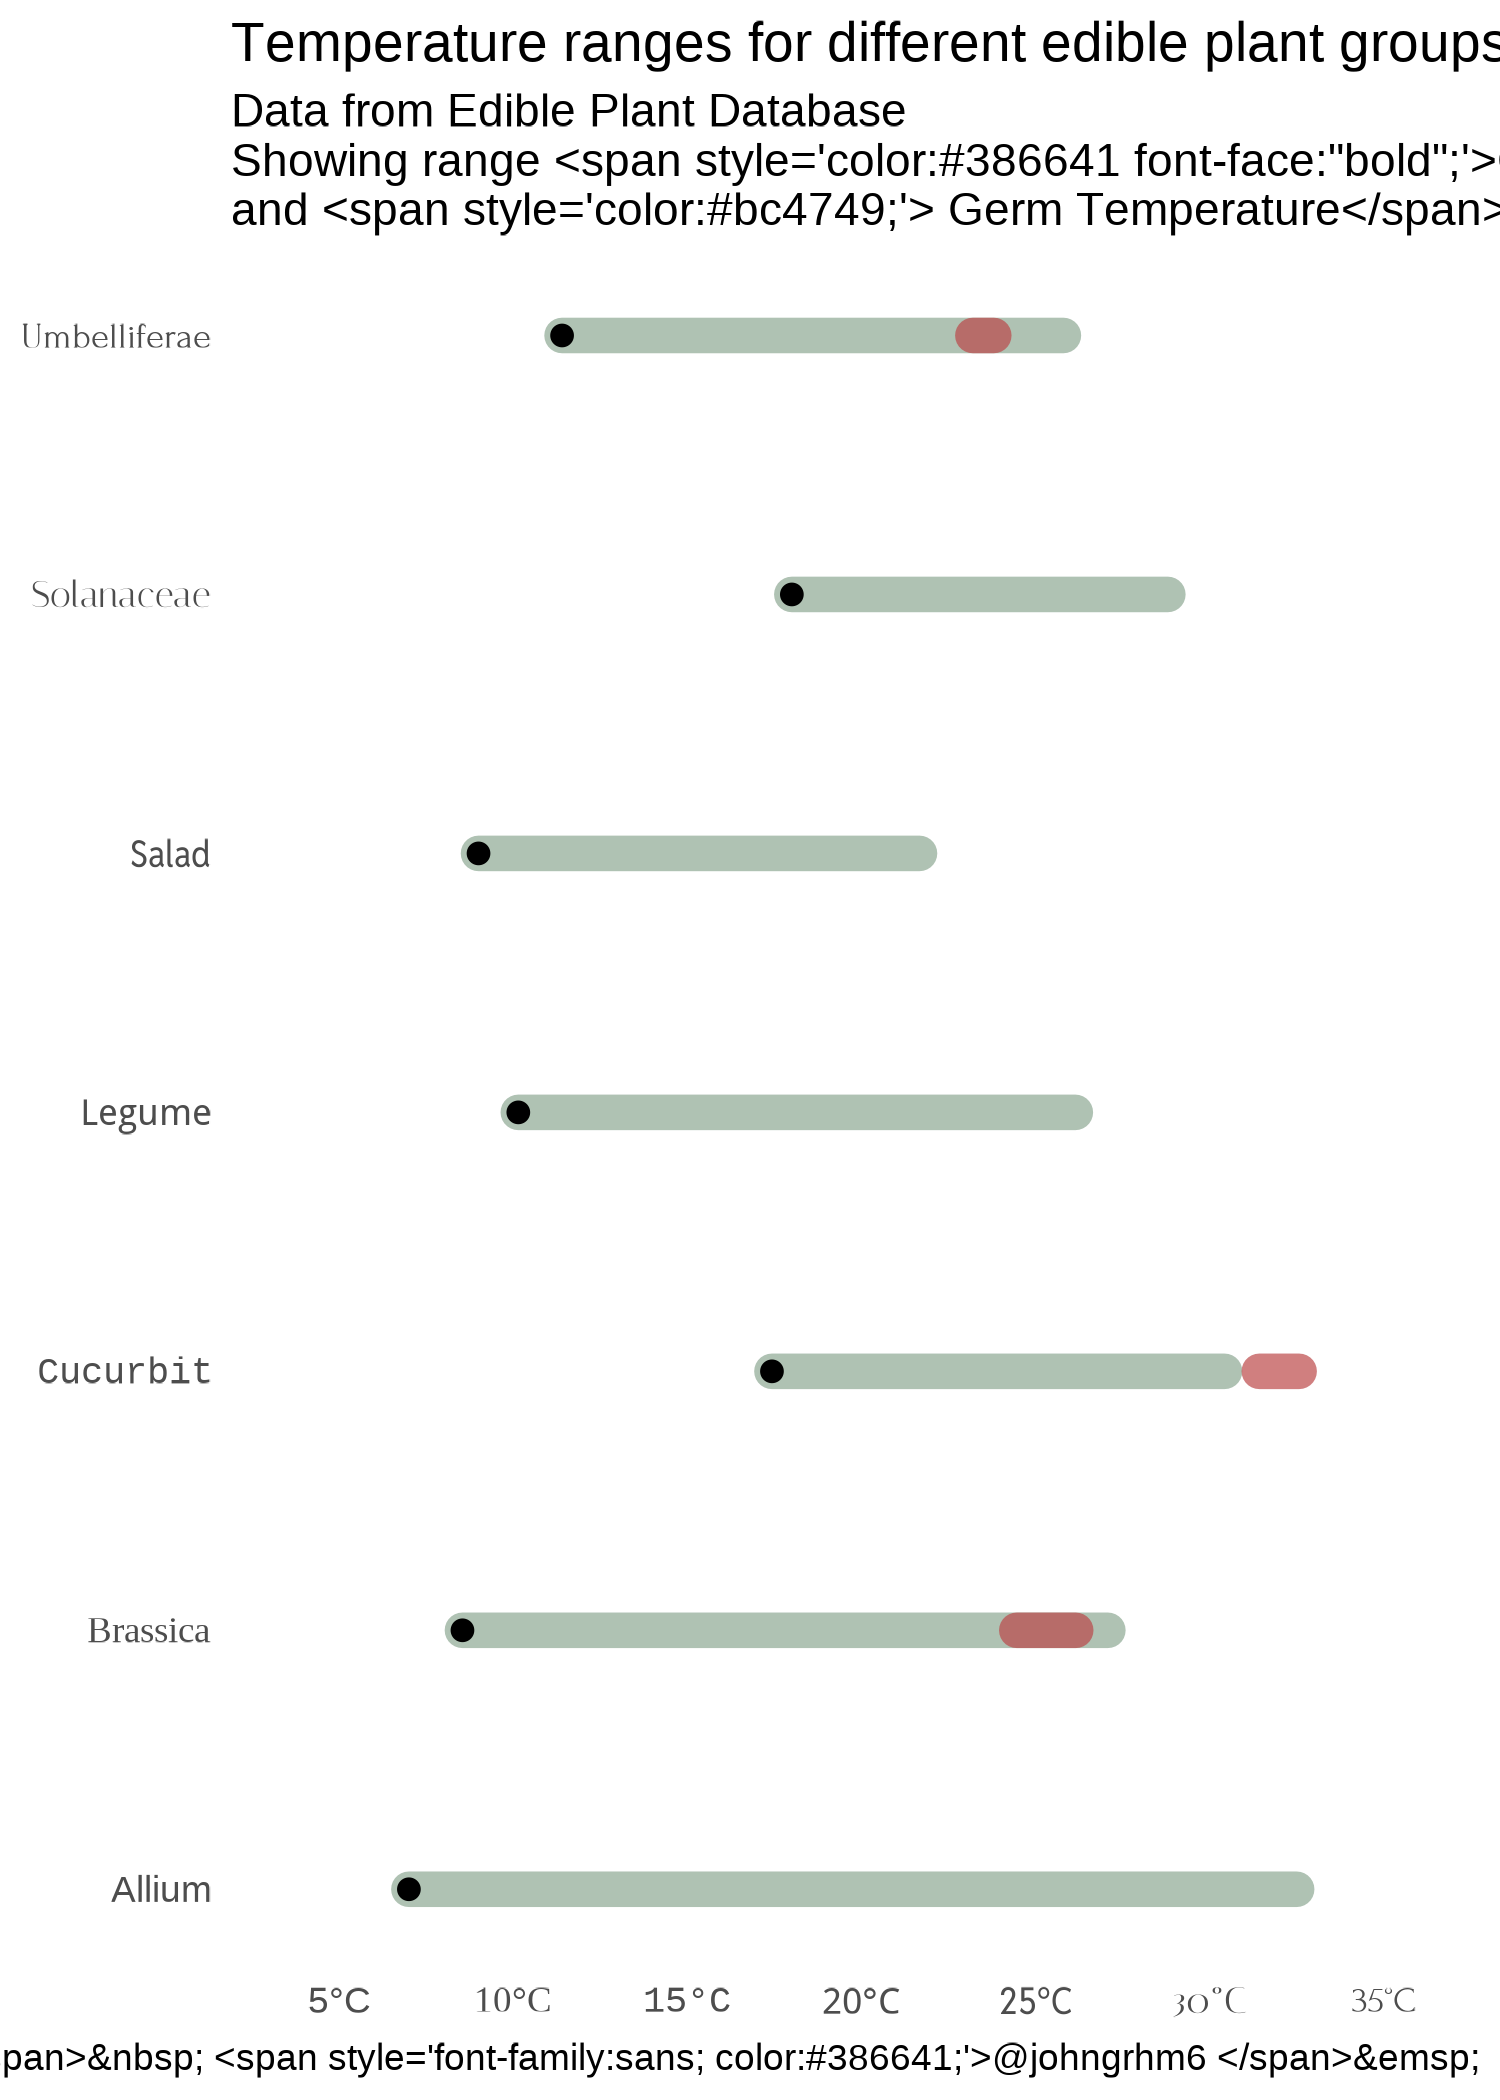 Temperature ranges for different edible plant groups
Data from Edible Plant Database
Showing range <span style='color:#386641 font-face:"bold";'>
and <span style='color:#bc4749;'> Germ Temperature</span>
Umbelliferae
Solanaceae
Salad
Legume
Cucurbit
Brassica
Allium
5°C 10°C 15°C 20°C 25°C 30°C 35°C
pan>&nbsp; <span style='font-family:sans; color:#386641;'>@johngrhm6 </span>&emsp;